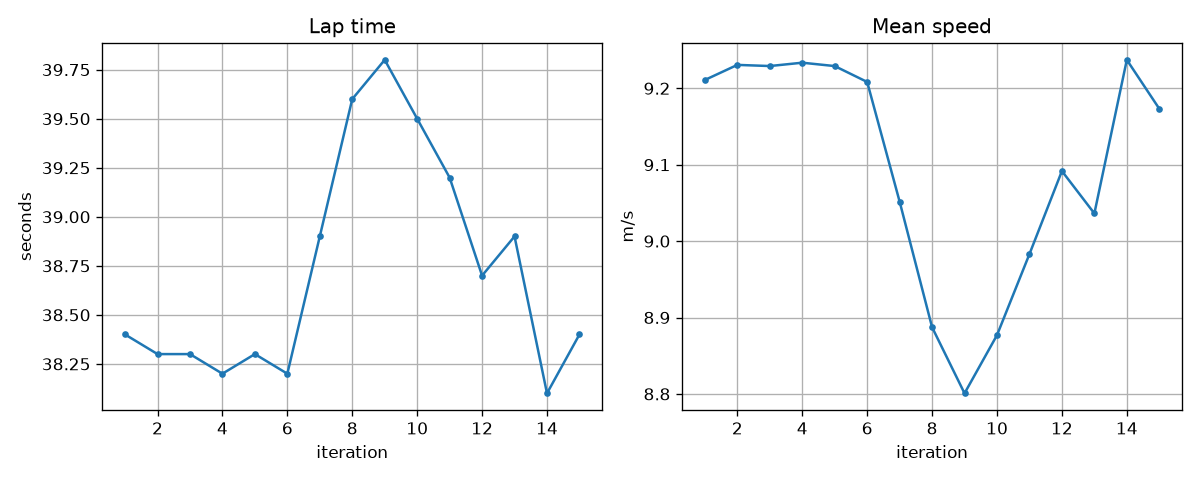 Lap time
39.75
39.50
39.25
39.00
38.75
38.50
38.25
seconds
2 4 6 8 10 12 14
iteration
Mean speed
9.2
9.1
9.0
8.9
8.8
m/s
2 4 6 8 10 12 14
iteration